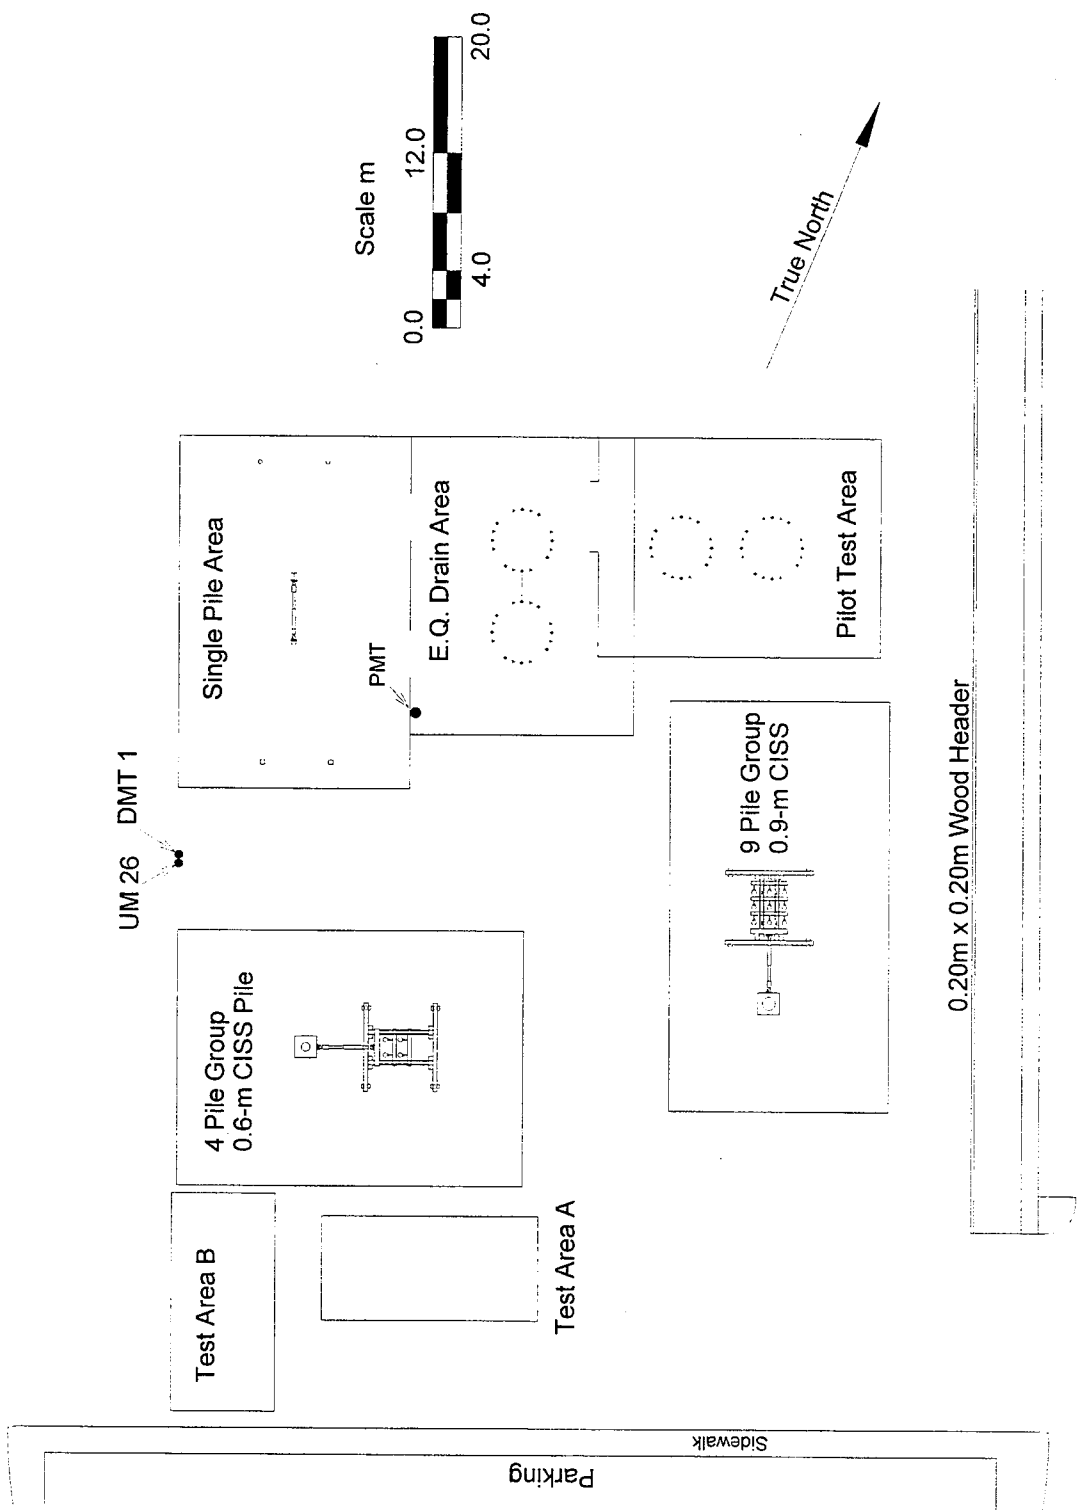 Scale m
0.0
4.0
12.0
20.0
True North
Single Pile Area
E.Q. Drain Area
PMT
Pilot Test Area
UM 26
DMT 1
4 Pile Group
0.6-m CISS Pile
9 Pile Group
0.9-m CISS
0.20m x 0.20m Wood Header
Test Area B
Test Area A
Sidewalk
Parking